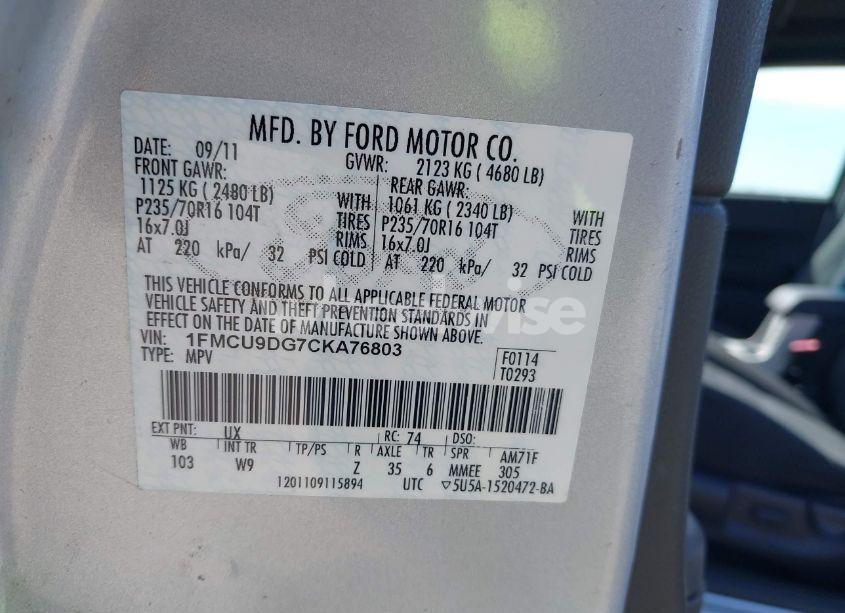 MFD. BY FORD MOTOR CO.
DATE: 09/11 GVWR: 2123 KG ( 4680 LB)
FRONT GAWR: REAR GAWR:
1125 KG ( 2480 LB) WITH 1061 KG ( 2340 LB) WITH
P235/70R16 104T TIRES P235/70R16 104T TIRES
16x7.0J RIMS 16x7.0J RIMS
AT 220 kPa/ 32 PSI COLD AT 220 kPa/ 32 PSI COLD
THIS VEHICLE CONFORMS TO ALL APPLICABLE FEDERAL MOTOR
VEHICLE SAFETY AND THEFT PREVENTION STANDARDS IN
EFFECT ON THE DATE OF MANUFACTURE SHOWN ABOVE.
VIN: 1FMCU9DG7CKA76803
TYPE: MPV
F0114
T0293
EXT PNT: UX RC: 74 DSO:
WB INT TR TP/PS R AXLE TR SPR AM71F
103 W9 Z 35 6 MMEE 305
1201109115894 UTC ▽5U5A-1520472-BA